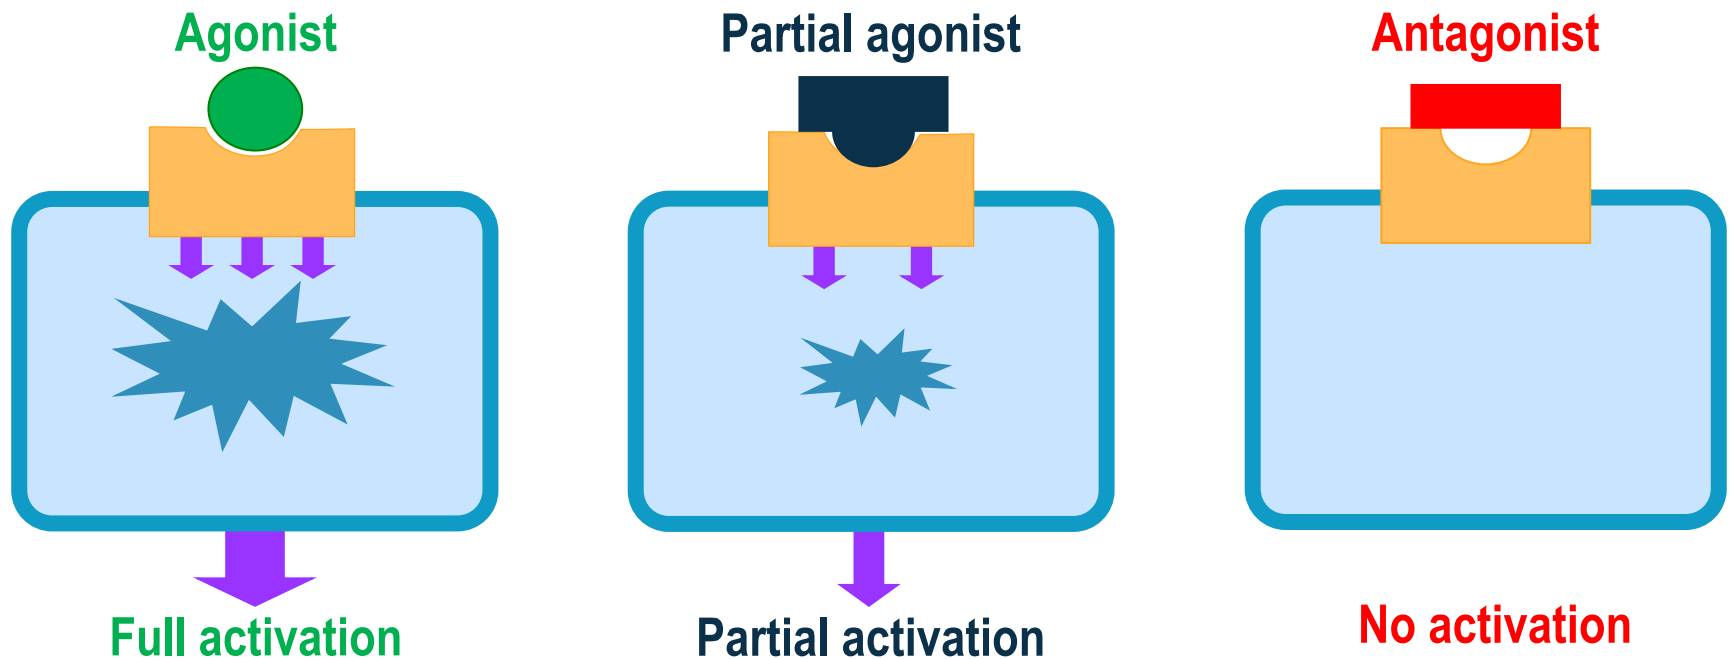 Agonist
Partial agonist
Antagonist
Full activation
Partial activation
No activation